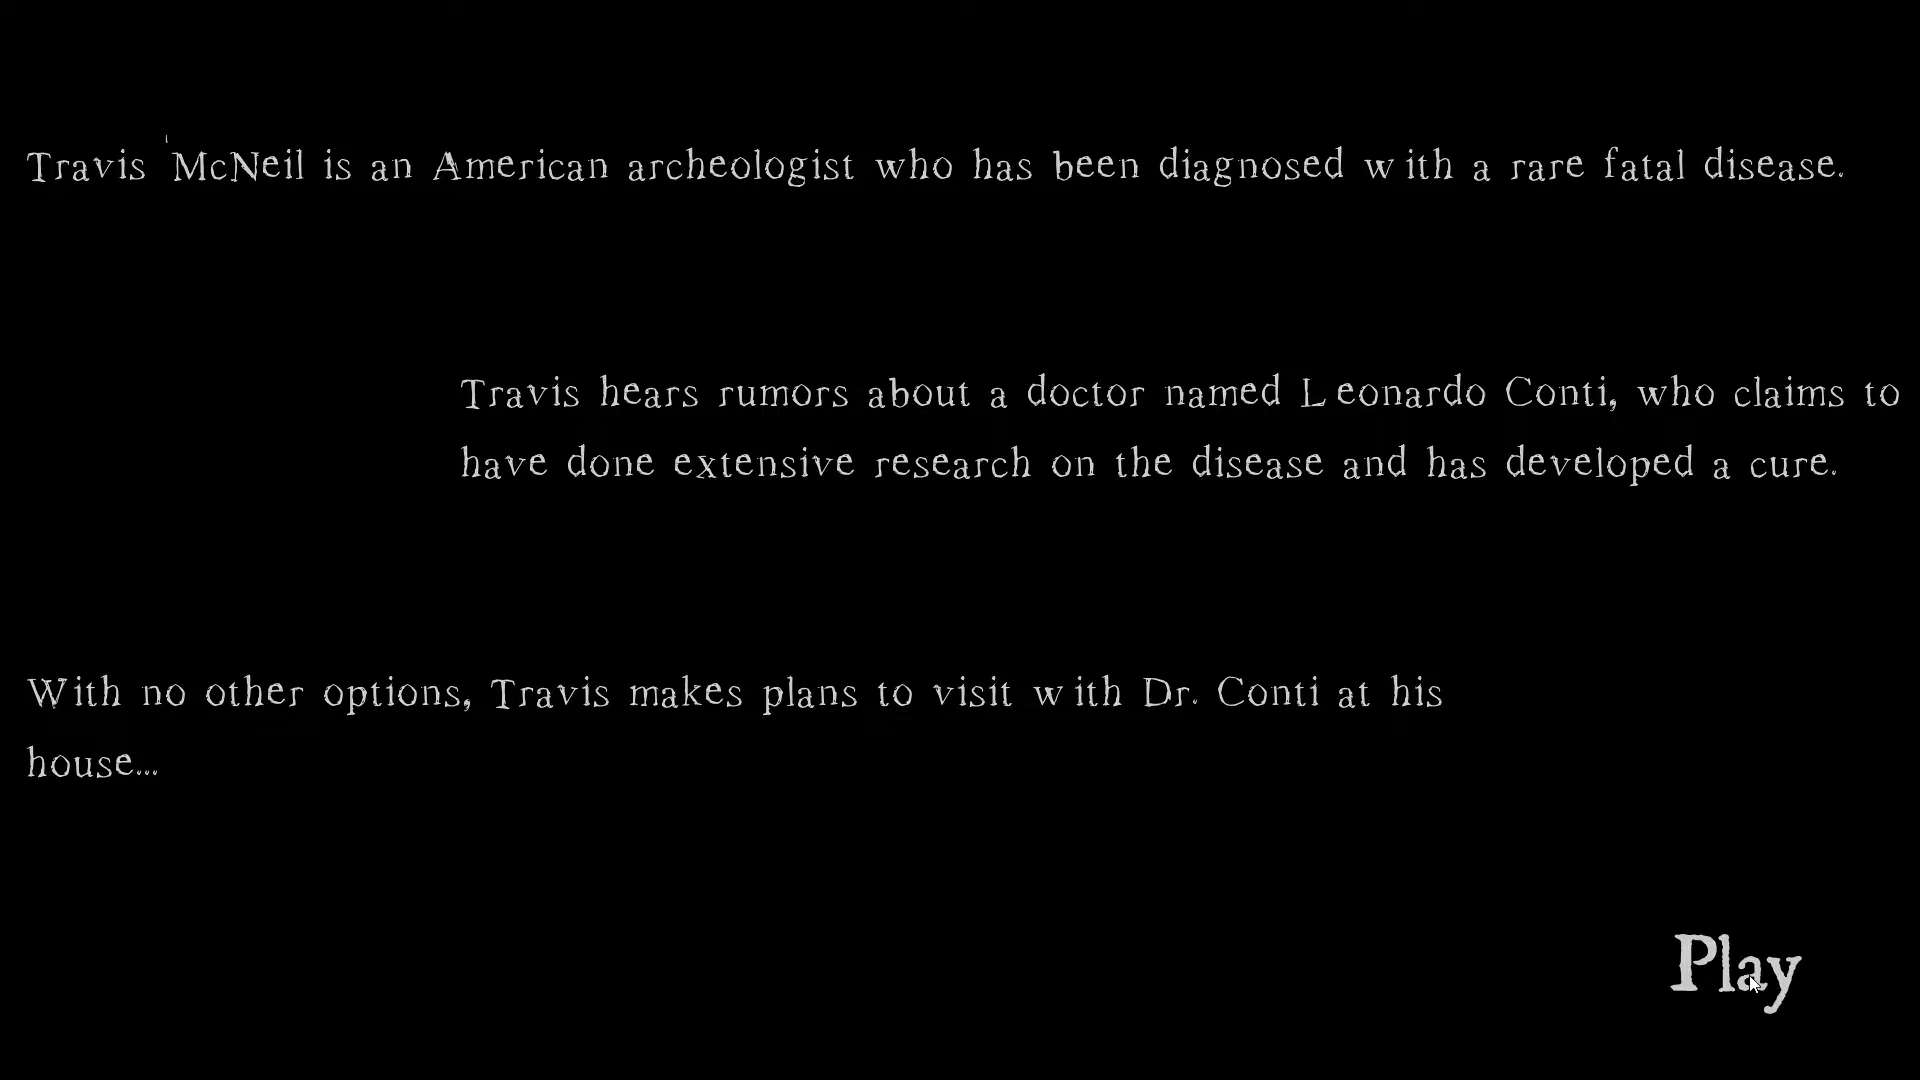 Travis McNeil is an American archeologist who has been diagnosed with a rare fatal disease.
Travis hears rumors about a doctor named Leonardo Conti, who claims to
have done extensive research on the disease and has developed a cure.
With no other options, Travis makes plans to visit with Dr. Conti at his
house...
Play